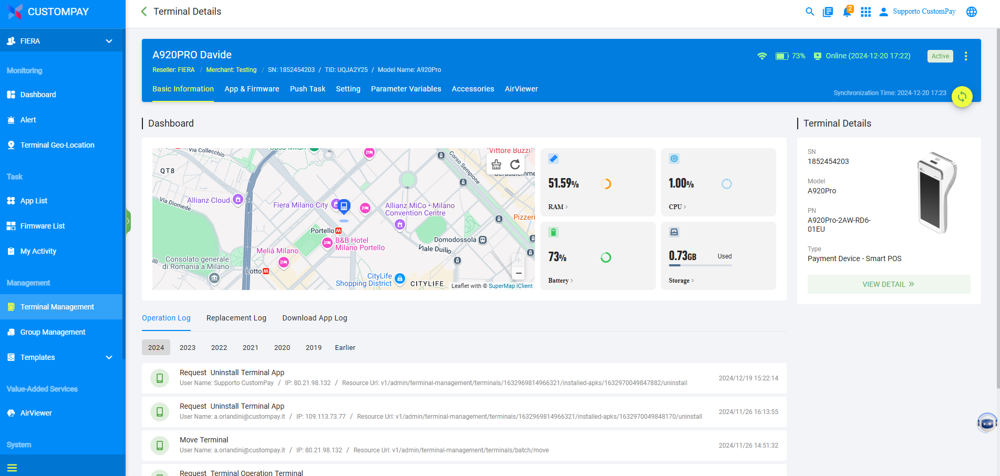 CUSTOMPAY
Terminal Details
2
Supporto CustomPay
FIERA
Monitoring
Dashboard
Alert
Terminal Geo-Location
Task
App List
Firmware List
My Activity
Management
Terminal Management
Group Management
Templates
Value-Added Services
AirViewer
System
A920PRO Davide
73%
Online (2024-12-20 17:22)
Active
Reseller: FIERA / Merchant: Testing / SN: 1852454203 / TID: UQJA2Y25 / Model Name: A920Pro
Basic Information
App & Firmware
Push Task
Setting
Parameter Variables
Accessories
AirViewer
Synchronization Time: 2024-12-20 17:23
Dashboard
Via Collecchio
Casa Milan
"Vittore Buzzi"
Corso Sempione
QT8
Via Diomede
Allianz Cloud
Fiera Milano City
Allianz MiCo • Milano
Convention Centre
Pizzeri
Portello
B&B Hotel
Milano Portello
Domodossola
Viale Duilio
Meliá Milano
Consolato generale
di Romania a Milano
Lotto
CityLife
Shopping District
CITYLIFE
Leaflet with © SuperMap iClient
51.59%
RAM
1.00%
CPU
73%
Battery
0.73GB
Used
Storage
Terminal Details
SN
1852454203
Model
A920Pro
PN
A920Pro-2AW-RD6-
01EU
Type
Payment Device - Smart POS
VIEW DETAIL
Operation Log
Replacement Log
Download App Log
2024
2023
2022
2021
2020
2019
Earlier
Request Uninstall Terminal App
User Name: Supporto CustomPay / IP: 80.21.98.132 / Resource Url: v1/admin/terminal-management/terminals/1632969814966321/installed-apks/1632970049847882/uninstall
2024/12/19 15:22:14
Request Uninstall Terminal App
User Name: a.orlandini@custompay.it / IP: 109.113.73.77 / Resource Url: v1/admin/terminal-management/terminals/1632969814966321/installed-apks/1632970049848170/uninstall
2024/11/26 16:13:55
Move Terminal
User Name: a.orlandini@custompay.it / IP: 80.21.98.132 / Resource Url: v1/admin/terminal-management/terminals/batch/move
2024/11/26 14:51:32
Request Terminal Operation Terminal